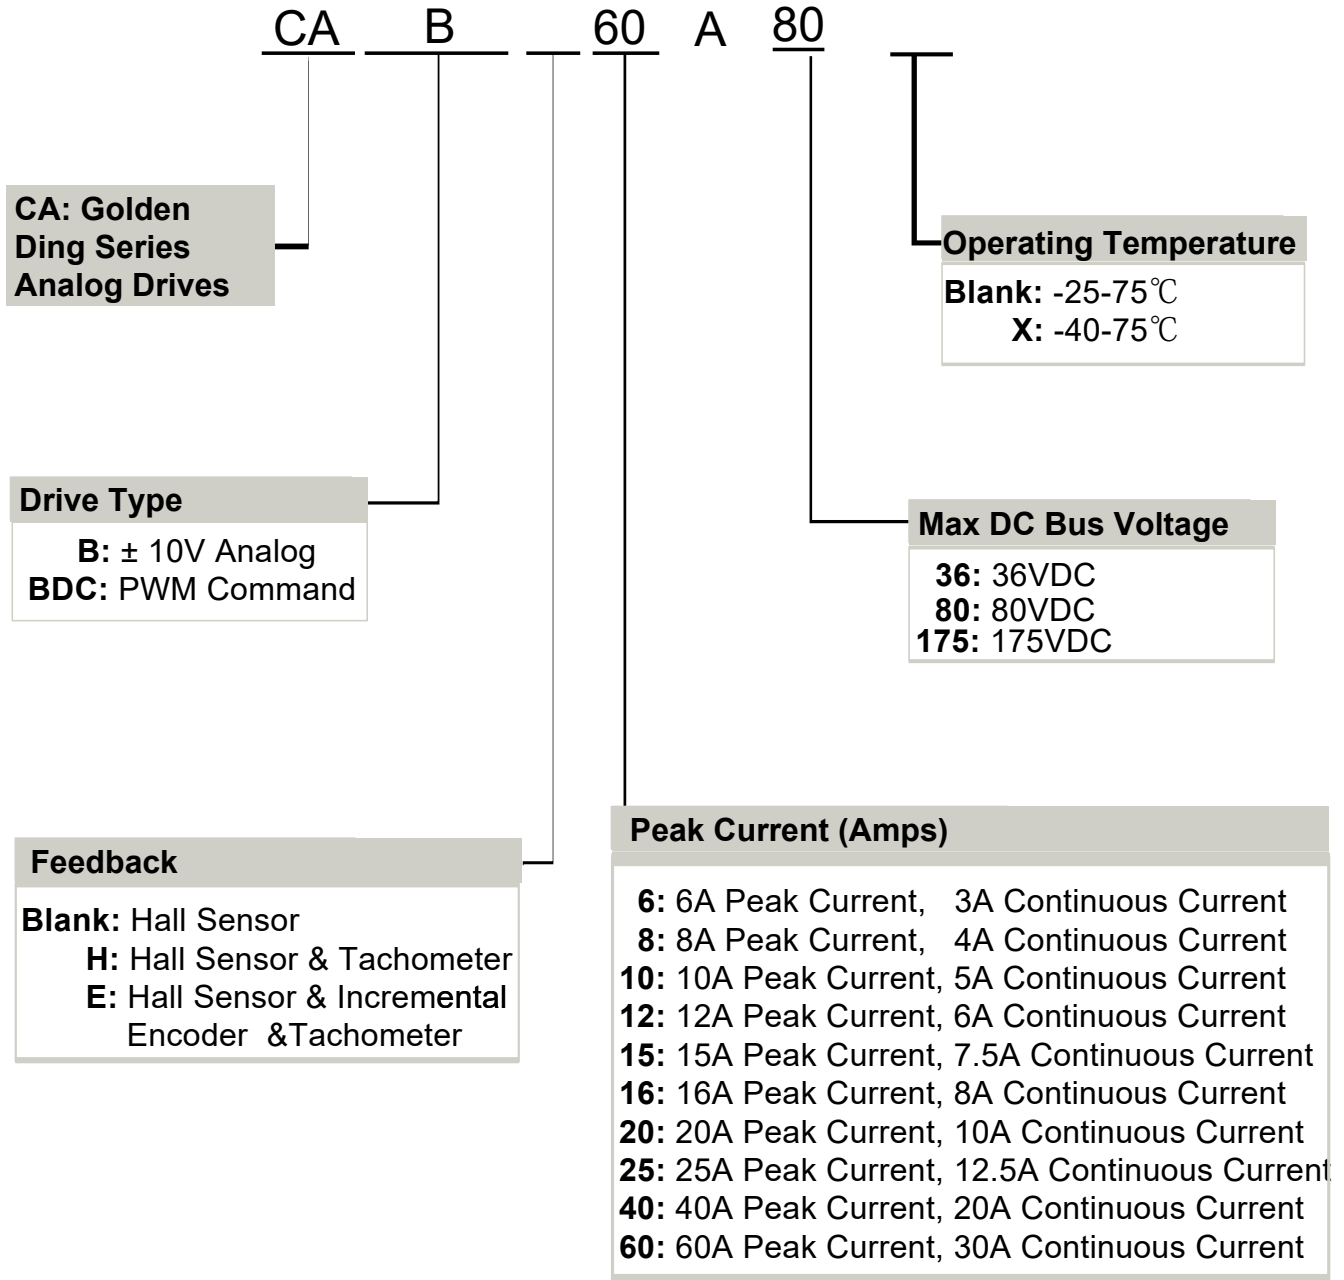 CA B 60 A 80
CA: Golden
Ding Series
Analog Drives
Operating Temperature
Blank: -25-75℃
X: -40-75℃
Drive Type
B: ± 10V Analog
BDC: PWM Command
Max DC Bus Voltage
36: 36VDC
80: 80VDC
175: 175VDC
Feedback
Blank: Hall Sensor
H: Hall Sensor & Tachometer
E: Hall Sensor & Incremental
Encoder &Tachometer
Peak Current (Amps)
6: 6A Peak Current, 3A Continuous Current
8: 8A Peak Current, 4A Continuous Current
10: 10A Peak Current, 5A Continuous Current
12: 12A Peak Current, 6A Continuous Current
15: 15A Peak Current, 7.5A Continuous Current
16: 16A Peak Current, 8A Continuous Current
20: 20A Peak Current, 10A Continuous Current
25: 25A Peak Current, 12.5A Continuous Current
40: 40A Peak Current, 20A Continuous Current
60: 60A Peak Current, 30A Continuous Current